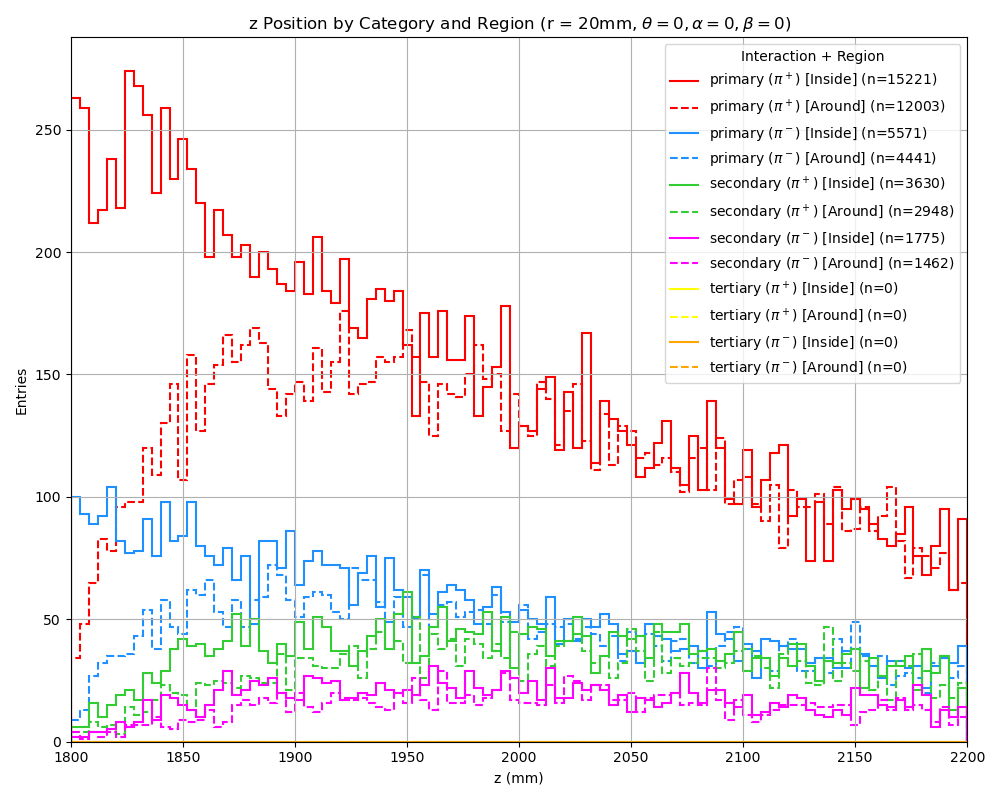 z Position by Category and Region (r = 20mm, θ = 0, α = 0, β = 0)
Interaction + Region
primary (π⁺) [Inside] (n=15221)
primary (π⁺) [Around] (n=12003)
primary (π⁻) [Inside] (n=5571)
primary (π⁻) [Around] (n=4441)
secondary (π⁺) [Inside] (n=3630)
secondary (π⁺) [Around] (n=2948)
secondary (π⁻) [Inside] (n=1775)
secondary (π⁻) [Around] (n=1462)
tertiary (π⁺) [Inside] (n=0)
tertiary (π⁺) [Around] (n=0)
tertiary (π⁻) [Inside] (n=0)
tertiary (π⁻) [Around] (n=0)
Entries
250
200
150
100
50
0
1800 1850 1900 1950 2000 2050 2100 2150 2200
z (mm)